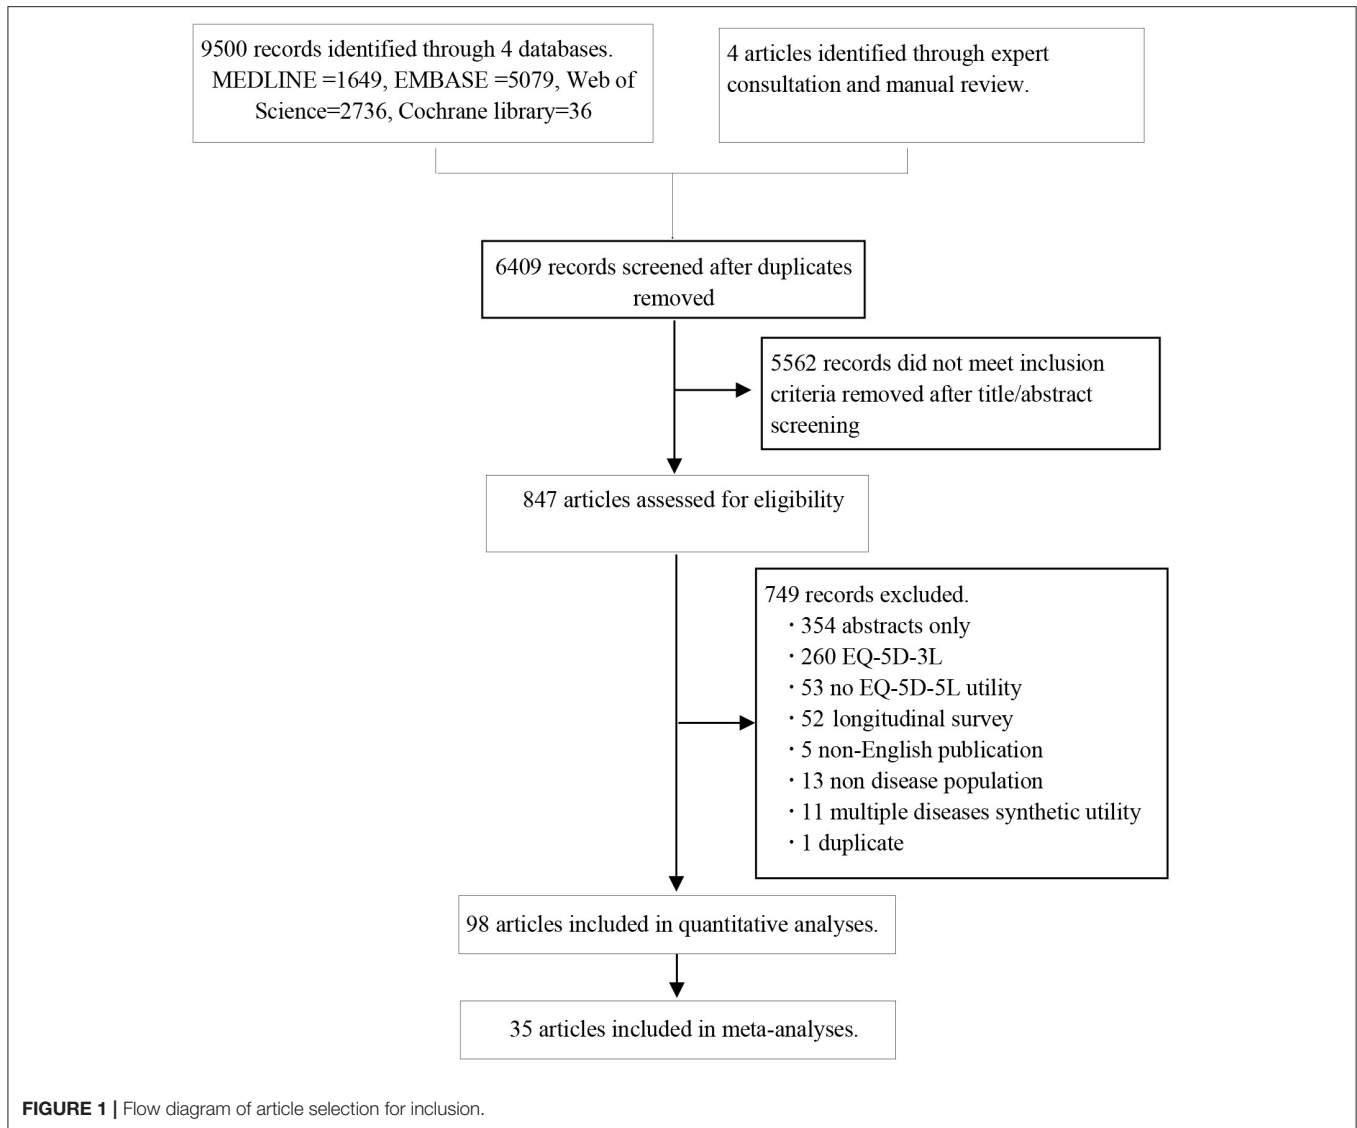 9500 records identified through 4 databases.
MEDLINE =1649, EMBASE =5079, Web of
Science=2736, Cochrane library=36
4 articles identified through expert
consultation and manual review.
6409 records screened after duplicates
removed
5562 records did not meet inclusion
criteria removed after title/abstract
screening
847 articles assessed for eligibility
749 records excluded.
· 354 abstracts only
· 260 EQ-5D-3L
· 53 no EQ-5D-5L utility
· 52 longitudinal survey
· 5 non-English publication
· 13 non disease population
· 11 multiple diseases synthetic utility
· 1 duplicate
98 articles included in quantitative analyses.
35 articles included in meta-analyses.
FIGURE 1 | Flow diagram of article selection for inclusion.